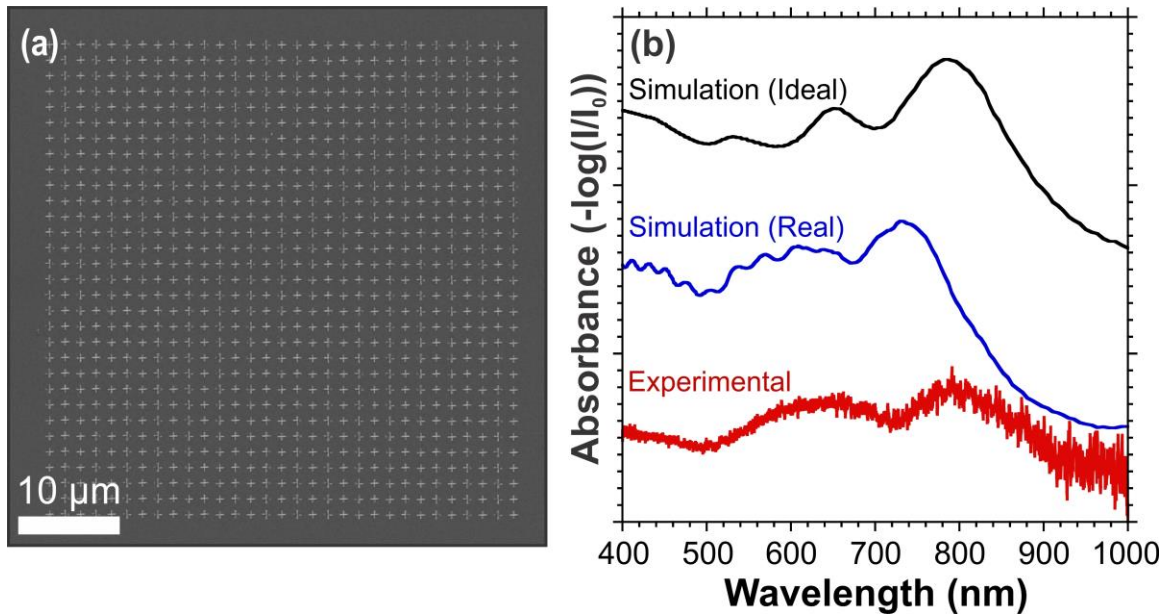 (a)
10 µm
(b)
Absorbance (-log(I/I₀))
Simulation (Ideal)
Simulation (Real)
Experimental
400 500 600 700 800 900 1000
Wavelength (nm)